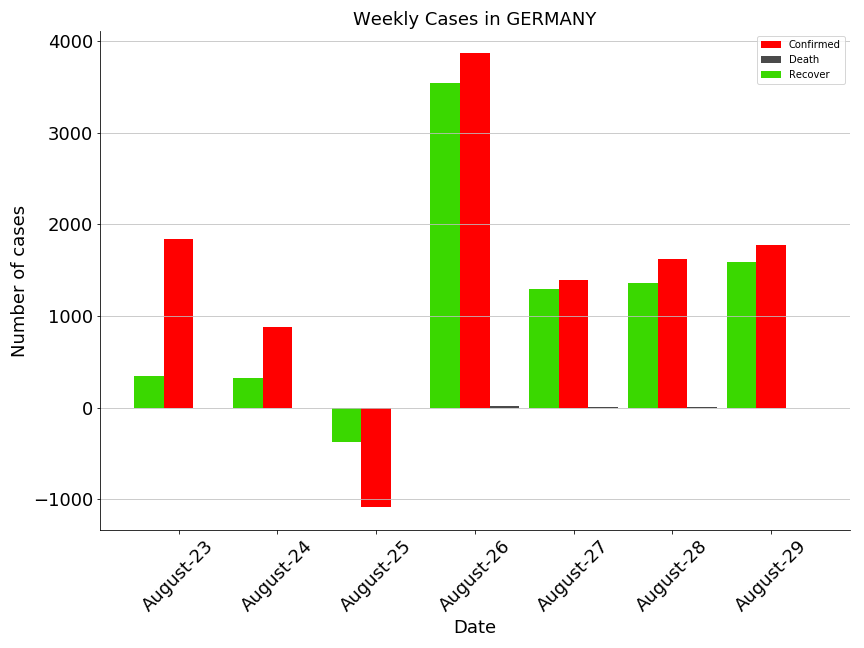 Weekly Cases in GERMANY
Confirmed
Death
Recover
Number of cases
4000
3000
2000
1000
0
−1000
August-23
August-24
August-25
August-26
August-27
August-28
August-29
Date